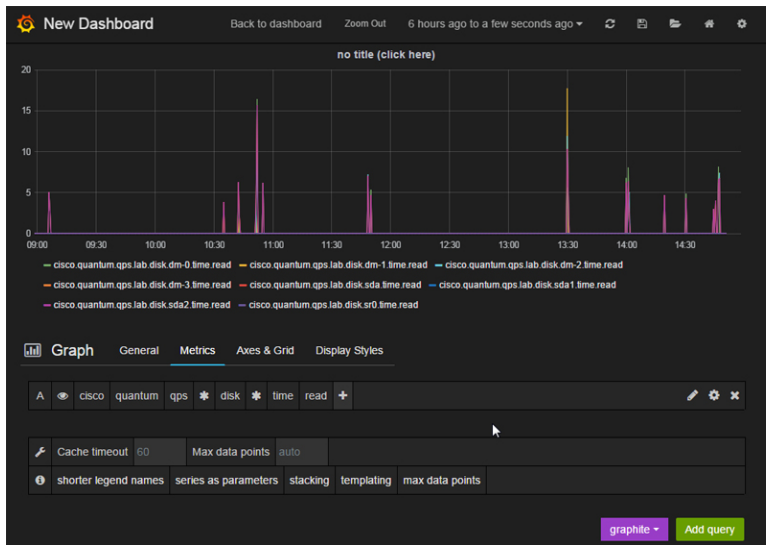 New Dashboard Back to dashboard Zoom Out 6 hours ago to a few seconds ago
no title (click here)
20
15
10
5
0
09:00 09:30 10:00 10:30 11:00 11:30 12:00 12:30 13:00 13:30 14:00 14:30
cisco.quantum.qps.lab.disk.dm-0.time.read cisco.quantum.qps.lab.disk.dm-1.time.read cisco.quantum.qps.lab.disk.dm-2.time.read
cisco.quantum.qps.lab.disk.dm-3.time.read cisco.quantum.qps.lab.disk.sda.time.read cisco.quantum.qps.lab.disk.sda1.time.read
cisco.quantum.qps.lab.disk.sda2.time.read cisco.quantum.qps.lab.disk.sr0.time.read
Graph General Metrics Axes & Grid Display Styles
A cisco quantum qps * disk * time read +
Cache timeout 60 Max data points auto
shorter legend names series as parameters stacking templating max data points
graphite Add query